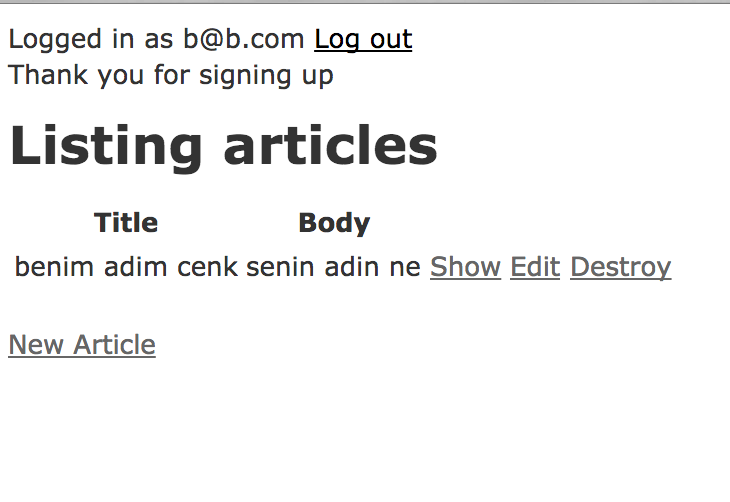 Logged in as b@b.com Log out
Thank you for signing up
Listing articles
Title Body
benim adim cenk senin adin ne Show Edit Destroy
New Article